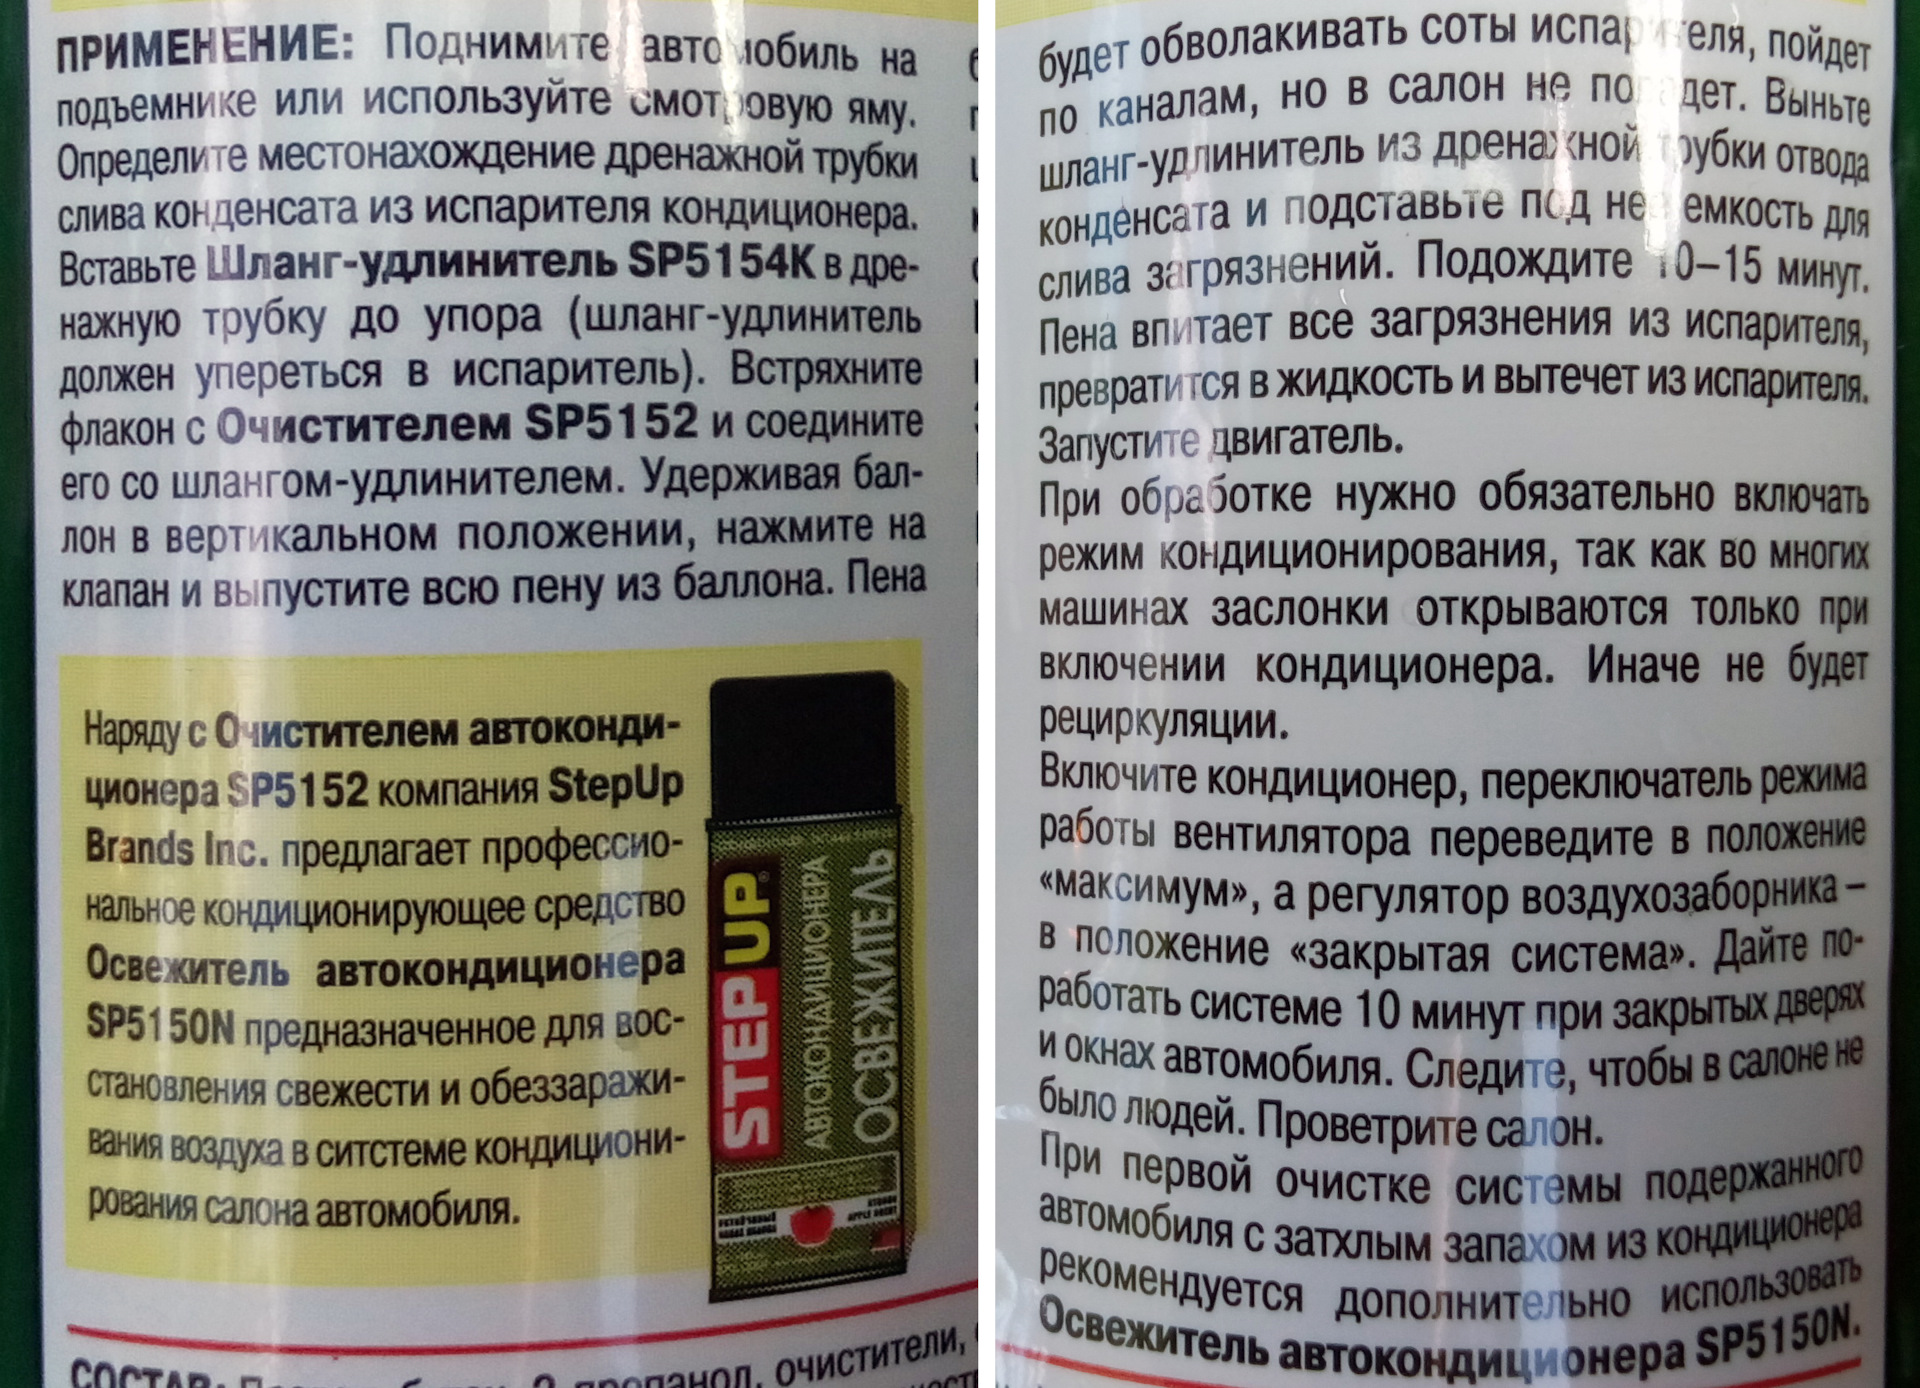 ПРИМЕНЕНИЕ: Поднимите автомобиль на
подъемнике или используйте смотровую яму.
Определите местонахождение дренажной трубки
слива конденсата из испарителя кондиционера.
Вставьте Шланг-удлинитель SP5154K в дре-
нажную трубку до упора (шланг-удлинитель
должен упереться в испаритель). Встряхните
флакон с Очистителем SP5152 и соедините
его со шлангом-удлинителем. Удерживая бал-
лон в вертикальном положении, нажмите на
клапан и выпустите всю пену из баллона. Пена
Наряду с Очистителем автоконди-
ционера SP5152 компания StepUp
Brands Inc. предлагает профессио-
нальное кондиционирующее средство
Освежитель автокондиционера
SP5150N предназначенное для вос-
становления свежести и обеззаражи-
вания воздуха в ситстеме кондициони-
рования салона автомобиля.
STEP UP
АВТОКОНДИЦИОНЕРА
ОСВЕЖИТЕЛЬ
СОСТАВ: 2 пропанол, очистители,
будет обволакивать соты испарителя, пойдет
по каналам, но в салон не попадет. Выньте
шланг-удлинитель из дренажной трубки отвода
конденсата и подставьте под нее емкость для
слива загрязнений. Подождите 10–15 минут.
Пена впитает все загрязнения из испарителя,
превратится в жидкость и вытечет из испарителя.
Запустите двигатель.
При обработке нужно обязательно включать
режим кондиционирования, так как во многих
машинах заслонки открываются только при
включении кондиционера. Иначе не будет
рециркуляции.
Включите кондиционер, переключатель режима
работы вентилятора переведите в положение
«максимум», а регулятор воздухозаборника –
в положение «закрытая система». Дайте по-
работать системе 10 минут при закрытых дверях
и окнах автомобиля. Следите, чтобы в салоне не
было людей. Проветрите салон.
При первой очистке системы подержанного
автомобиля с затхлым запахом из кондиционера
рекомендуется дополнительно использовать
Освежитель автокондиционера SP5150N.